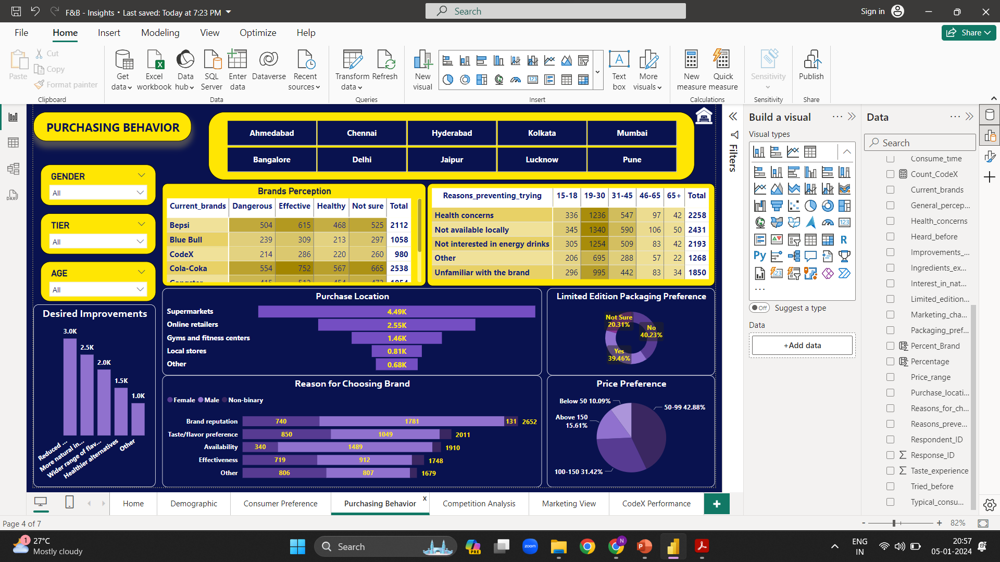 F&B - Insights • Last saved: Today at 7:23 PM
Search
Sign in
File
Home
Insert
Modeling
View
Optimize
Help
Share
Paste
Cut
Copy
Format painter
Clipboard
Get data
Excel workbook
Data hub
SQL Server
Enter data
Dataverse
Recent sources
Data
Transform data
Refresh
Queries
New visual
Insert
Text box
More visuals
New measure
Quick measure
Calculations
Sensitivity
Sensitivity
Publish
Share
PURCHASING BEHAVIOR
Ahmedabad Chennai Hyderabad Kolkata Mumbai
Bangalore Delhi Jaipur Lucknow Pune
GENDER
All
TIER
All
AGE
All
Brands Perception
Current_brands Dangerous Effective Healthy Not sure Total
Bepsi 504 615 468 525 2112
Blue Bull 239 309 213 297 1058
CodeX 214 286 220 260 980
Cola-Coka 554 752 567 665 2538
Reasons_preventing_trying 15-18 19-30 31-45 46-65 65+ Total
Health concerns 336 1236 547 97 42 2258
Not available locally 345 1340 590 106 50 2431
Not interested in energy drinks 305 1254 509 83 42 2193
Other 206 695 288 57 22 1268
Unfamiliar with the brand 296 995 442 83 34 1850
Desired Improvements
3.0K
2.5K
2.0K
1.5K
1.0K
Reduced ...
More natural in...
Wider range of flav...
Healthier alternatives
Other
Purchase Location
Supermarkets 4.49K
Online retailers 2.55K
Gyms and fitness centers 1.46K
Local stores 0.81K
Other 0.68K
Limited Edition Packaging Preference
Not Sure
20.31%
No
40.23%
Yes
39.46%
Reason for Choosing Brand
Female Male Non-binary
Brand reputation 740 1781 131 2652
Taste/flavor preference 850 1049 2011
Availability 340 1489 1910
Effectiveness 719 912 1748
Other 806 807 1679
Price Preference
Below 50 10.09%
50-99 42.88%
Above 150
15.61%
100-150 31.42%
Filters
Build a visual
Visual types
R
Py
123
Suggest a type
Off
Data
+Add data
Data
Search
Consume_time
Count_CodeX
Current_brands
General_percep...
Health_concerns
Heard_before
Improvements_...
Ingredients_ex...
Interest_in_nat...
Limited_edition...
Marketing_cha...
Packaging_pref...
Percent_Brand
Percentage
Price_range
Purchase_locati...
Reasons_for_ch...
Reasons_preve...
Respondent_ID
Response_ID
Taste_experience
Tried_before
Typical_consu...
Home
Demographic
Consumer Preference
Purchasing Behavior
x
Competition Analysis
Marketing View
CodeX Performance
Page 4 of 7
- + 82%
1
27°C
Mostly cloudy
Search
PRE
zoom
N
ENG
IN
20:57
05-01-2024